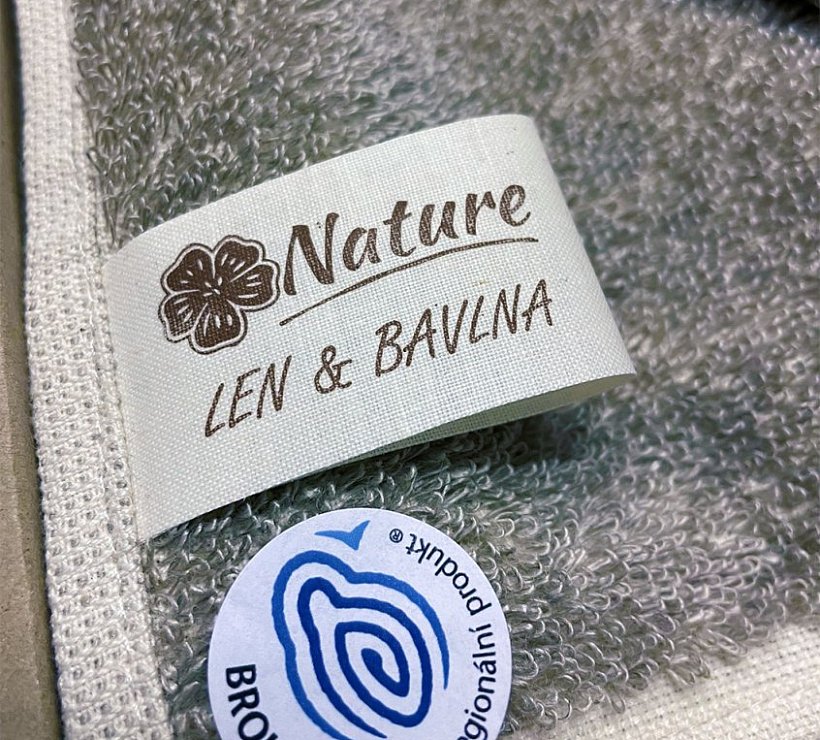 Nature
LEN & BAVLNA
produkt®